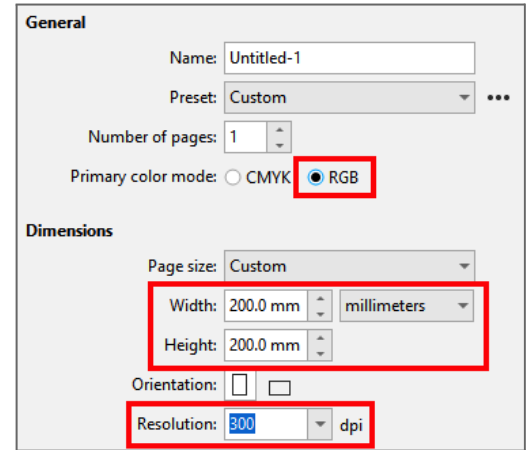 General
Name: Untitled-1
Preset: Custom
Number of pages: 1
Primary color mode: CMYK RGB
Dimensions
Page size: Custom
Width: 200.0 mm millimeters
Height: 200.0 mm
Orientation:
Resolution: 300 dpi